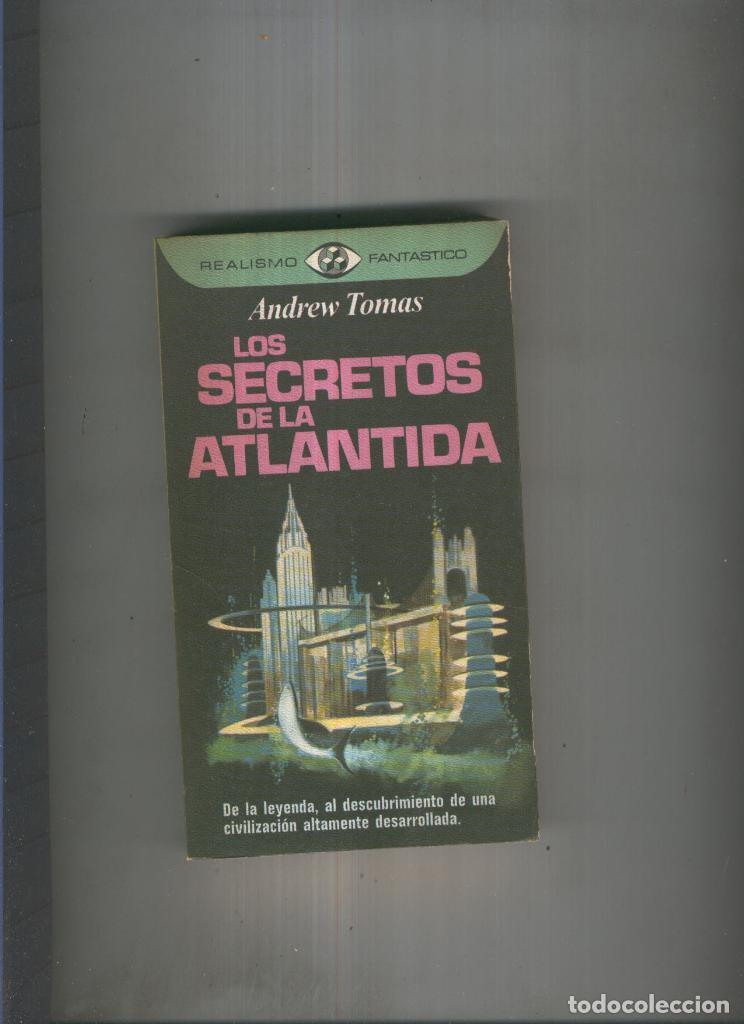 REALISMO FANTASTICO
Andrew Tomas
LOS
SECRETOS
DE LA
ATLANTIDA
De la leyenda, al descubrimiento de una
civilización altamente desarrollada.
todocoleccion